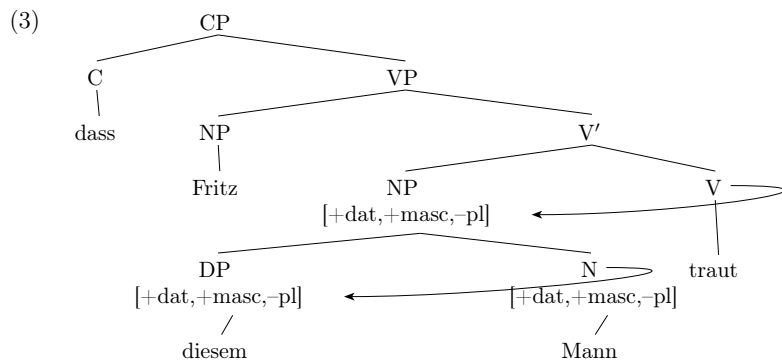 (3)
CP
C VP
dass NP V′
Fritz NP V
[+dat,+masc,–pl]
DP N traut
[+dat,+masc,–pl] [+dat,+masc,–pl]
diesem Mann